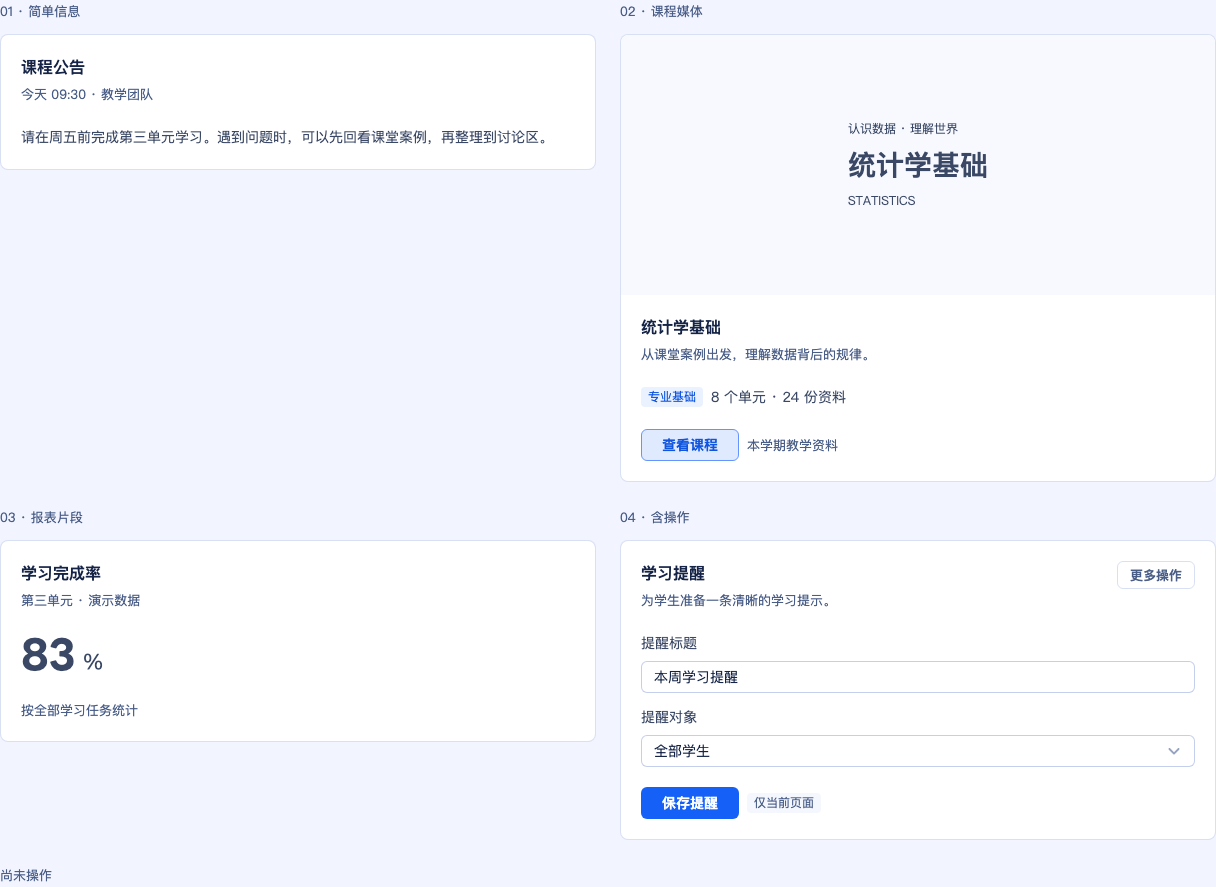 01 · 简单信息
课程公告
今天 09:30 · 教学团队
请在周五前完成第三单元学习。遇到问题时，可以先回看课堂案例，再整理到讨论区。
02 · 课程媒体
认识数据 · 理解世界
统计学基础
STATISTICS
统计学基础
从课堂案例出发，理解数据背后的规律。
专业基础 8 个单元 · 24 份资料
查看课程 本学期教学资料
03 · 报表片段
学习完成率
第三单元 · 演示数据
83 %
按全部学习任务统计
04 · 含操作
学习提醒 更多操作
为学生准备一条清晰的学习提示。
提醒标题
本周学习提醒
提醒对象
全部学生
保存提醒 仅当前页面
尚未操作